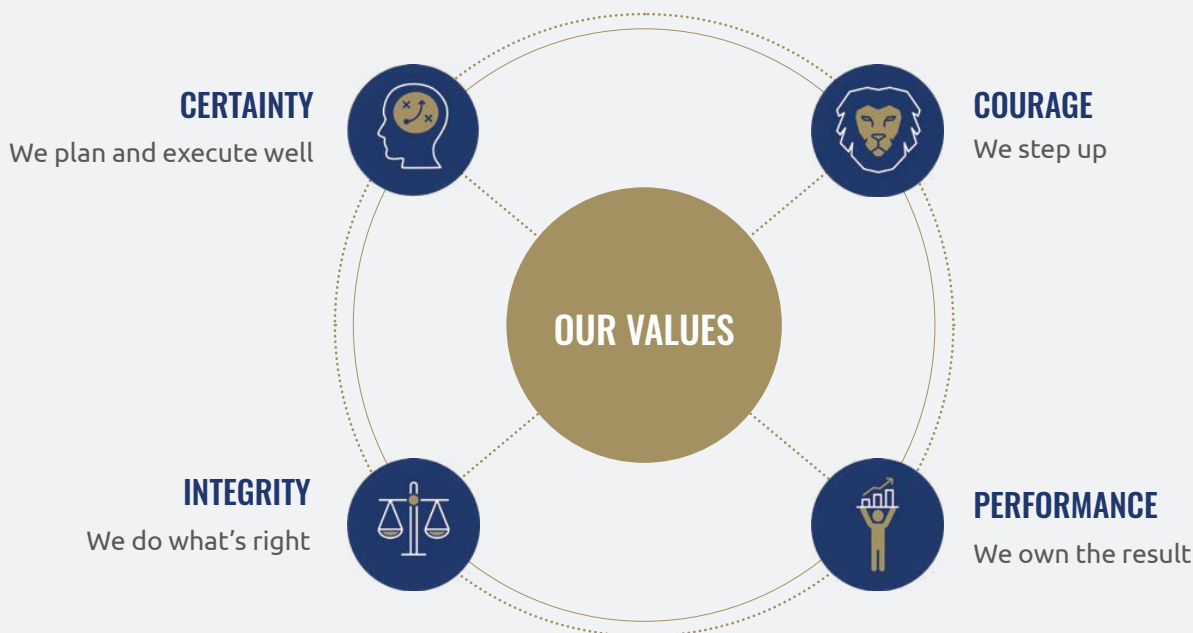 CERTAINTY
We plan and execute well
COURAGE
We step up
OUR VALUES
INTEGRITY
We do what's right
PERFORMANCE
We own the result